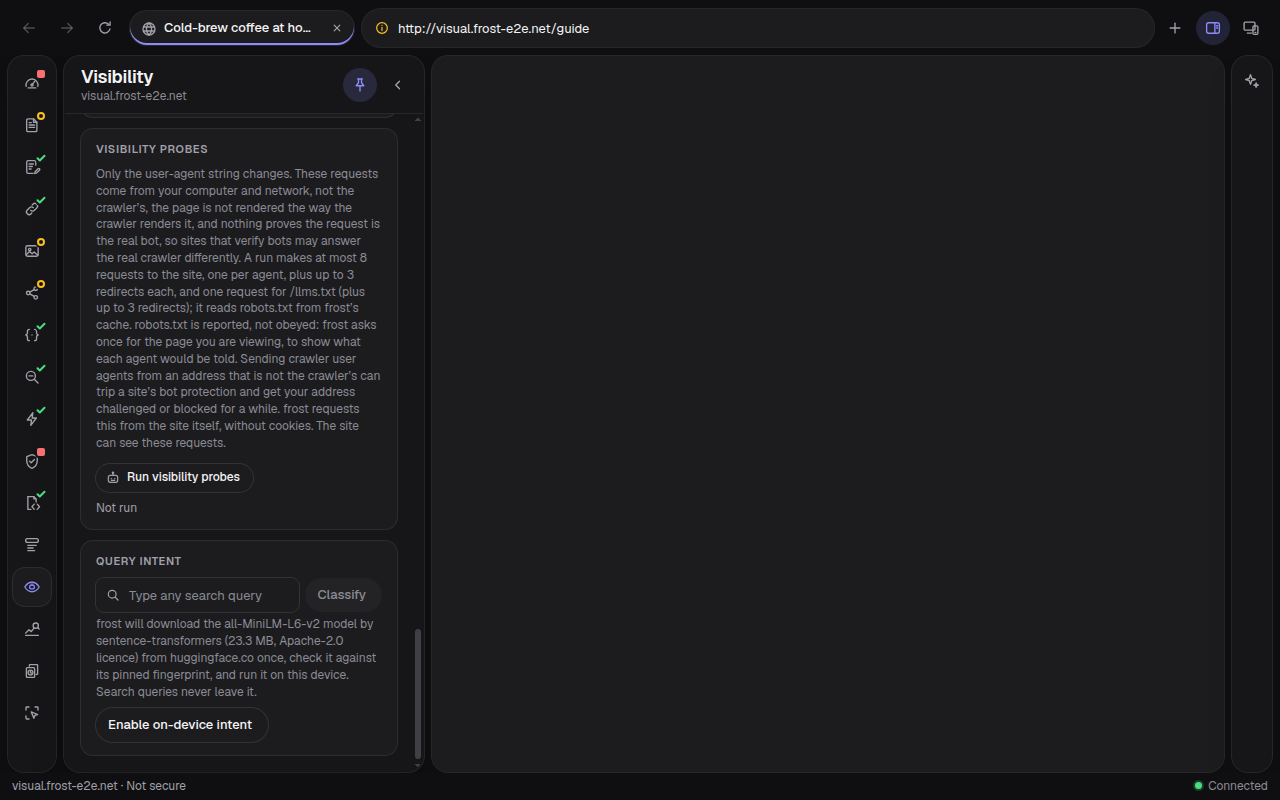 Cold-brew coffee at ho...
http://visual.frost-e2e.net/guide
Visibility
visual.frost-e2e.net
VISIBILITY PROBES
Only the user-agent string changes. These requests
come from your computer and network, not the
crawler's, the page is not rendered the way the
crawler renders it, and nothing proves the request is
the real bot, so sites that verify bots may answer
the real crawler differently. A run makes at most 8
requests to the site, one per agent, plus up to 3
redirects each, and one request for /llms.txt (plus
up to 3 redirects); it reads robots.txt from frost's
cache. robots.txt is reported, not obeyed: frost asks
once for the page you are viewing, to show what
each agent would be told. Sending crawler user
agents from an address that is not the crawler's can
trip a site's bot protection and get your address
challenged or blocked for a while. frost requests
this from the site itself, without cookies. The site
can see these requests.
Run visibility probes
Not run
QUERY INTENT
Type any search query
Classify
frost will download the all-MiniLM-L6-v2 model by
sentence-transformers (23.3 MB, Apache-2.0
licence) from huggingface.co once, check it against
its pinned fingerprint, and run it on this device.
Search queries never leave it.
Enable on-device intent
visual.frost-e2e.net · Not secure
Connected